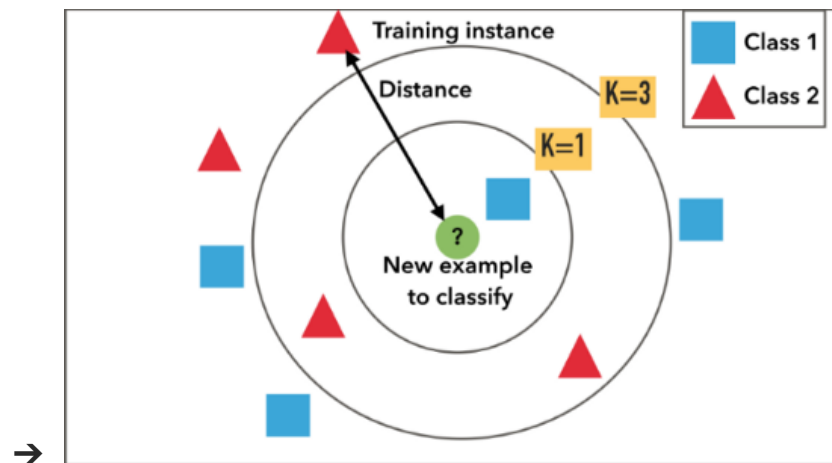 Training instance
Class 1
Distance
K=3
Class 2
K=1
?
New example
to classify